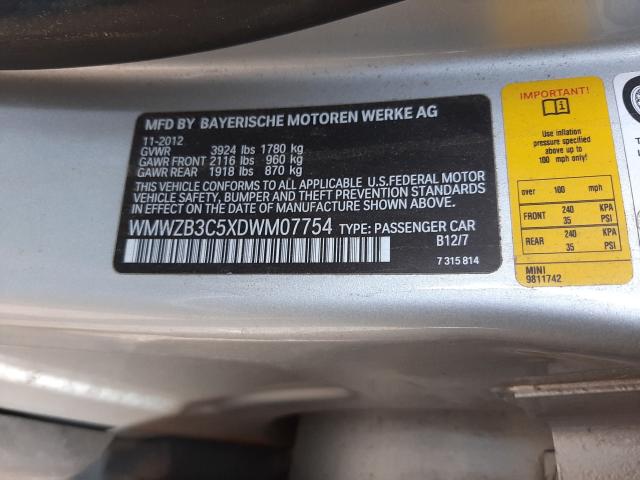 MFD BY BAYERISCHE MOTOREN WERKE AG
11-2012
GVWR 3924 lbs 1780 kg
GAWR FRONT 2116 lbs 960 kg
GAWR REAR 1918 lbs 870 kg
THIS VEHICLE CONFORMS TO ALL APPLICABLE U.S.FEDERAL MOTOR
VEHICLE SAFETY, BUMPER AND THEFT PREVENTION STANDARDS
IN EFFECT ON THE DATE OF MANUFACTURE SHOWN ABOVE.
WMWZB3C5XDWM07754 TYPE: PASSENGER CAR
B12/7
7 315 814
IMPORTANT!
Use inflation
pressure specified
above for up to
100 mph only!
over 100 mph
FRONT 240 KPA
35 PSI
REAR 240 KPA
35 PSI
MINI
9811742